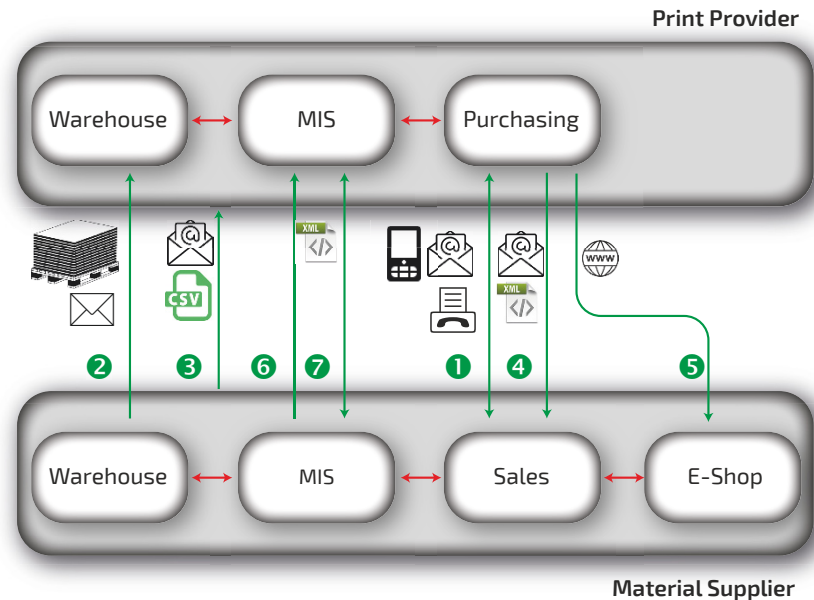 Print Provider
Warehouse MIS Purchasing
@ XML </> @ @ XML </> www
CSV
2 3 6 7 1 4 5
Warehouse MIS Sales E-Shop
Material Supplier